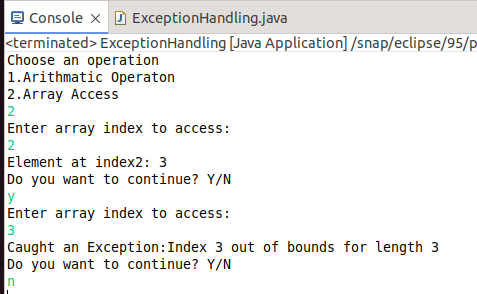 Console ExceptionHandling.java
<terminated> ExceptionHandling [Java Application] /snap/eclipse/95/p
Choose an operation
1.Arithmatic Operaton
2.Array Access
2
Enter array index to access:
2
Element at index2: 3
Do you want to continue? Y/N
y
Enter array index to access:
3
Caught an Exception:Index 3 out of bounds for length 3
Do you want to continue? Y/N
n